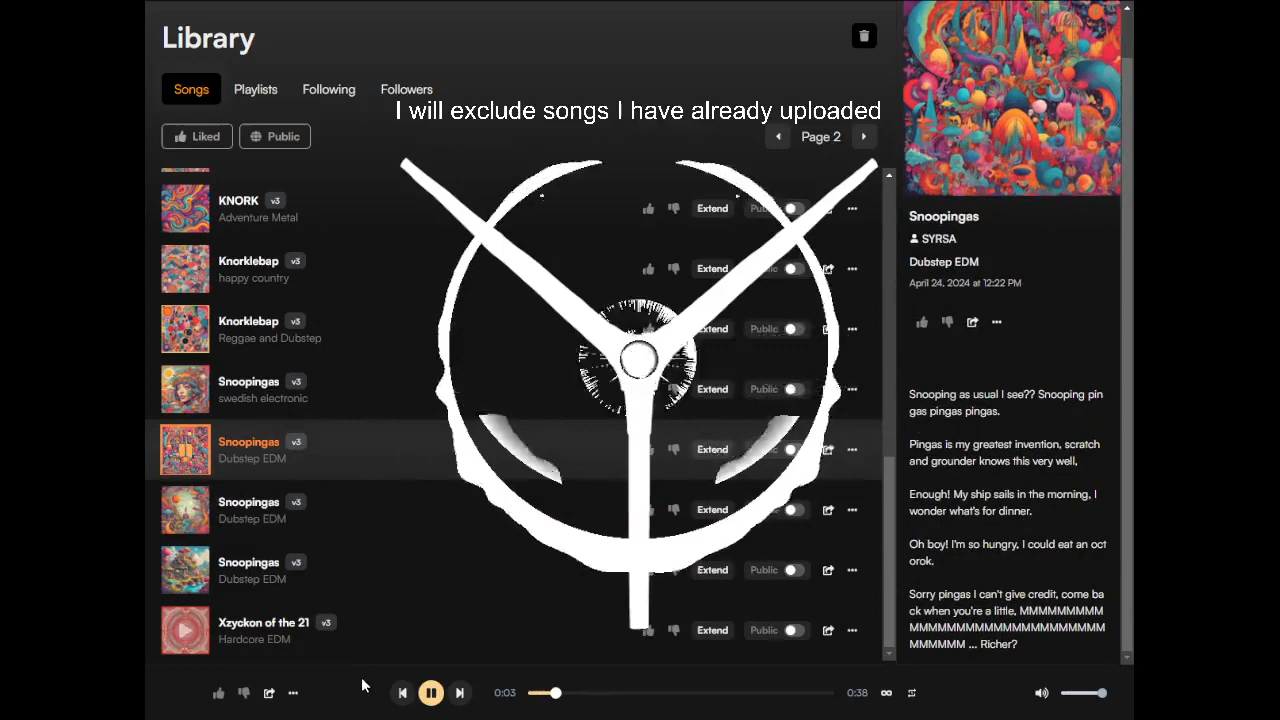 Library
Songs
Playlists
Following
Followers
I will exclude songs I have already uploaded
Liked
Public
Page 2
KNORK v3
Adventure Metal
Extend
Public
Knorklebap v3
happy country
Extend
Public
Knorklebap v3
Reggae and Dubstep
Extend
Public
Snoopingas v3
swedish electronic
Extend
Public
Snoopingas v3
Dubstep EDM
Extend
Public
Snoopingas v3
Dubstep EDM
Extend
Public
Snoopingas v3
Dubstep EDM
Extend
Public
Xzyckon of the 21 v3
Hardcore EDM
Extend
Public
Snoopingas
SYRSA
Dubstep EDM
April 24, 2024 at 12:22 PM
Snooping as usual I see?? Snooping pin
gas pingas pingas.
Pingas is my greatest invention, scratch
and grounder knows this very well,
Enough! My ship sails in the morning, I
wonder what's for dinner.
Oh boy! I'm so hungry, I could eat an oct
orok.
Sorry pingas I can't give credit, come ba
ck when you're a little, MMMMMMMMM
MMMMMMMMMMMMMMMMMMMMM
MMMMMM ... Richer?
0:03
0:38